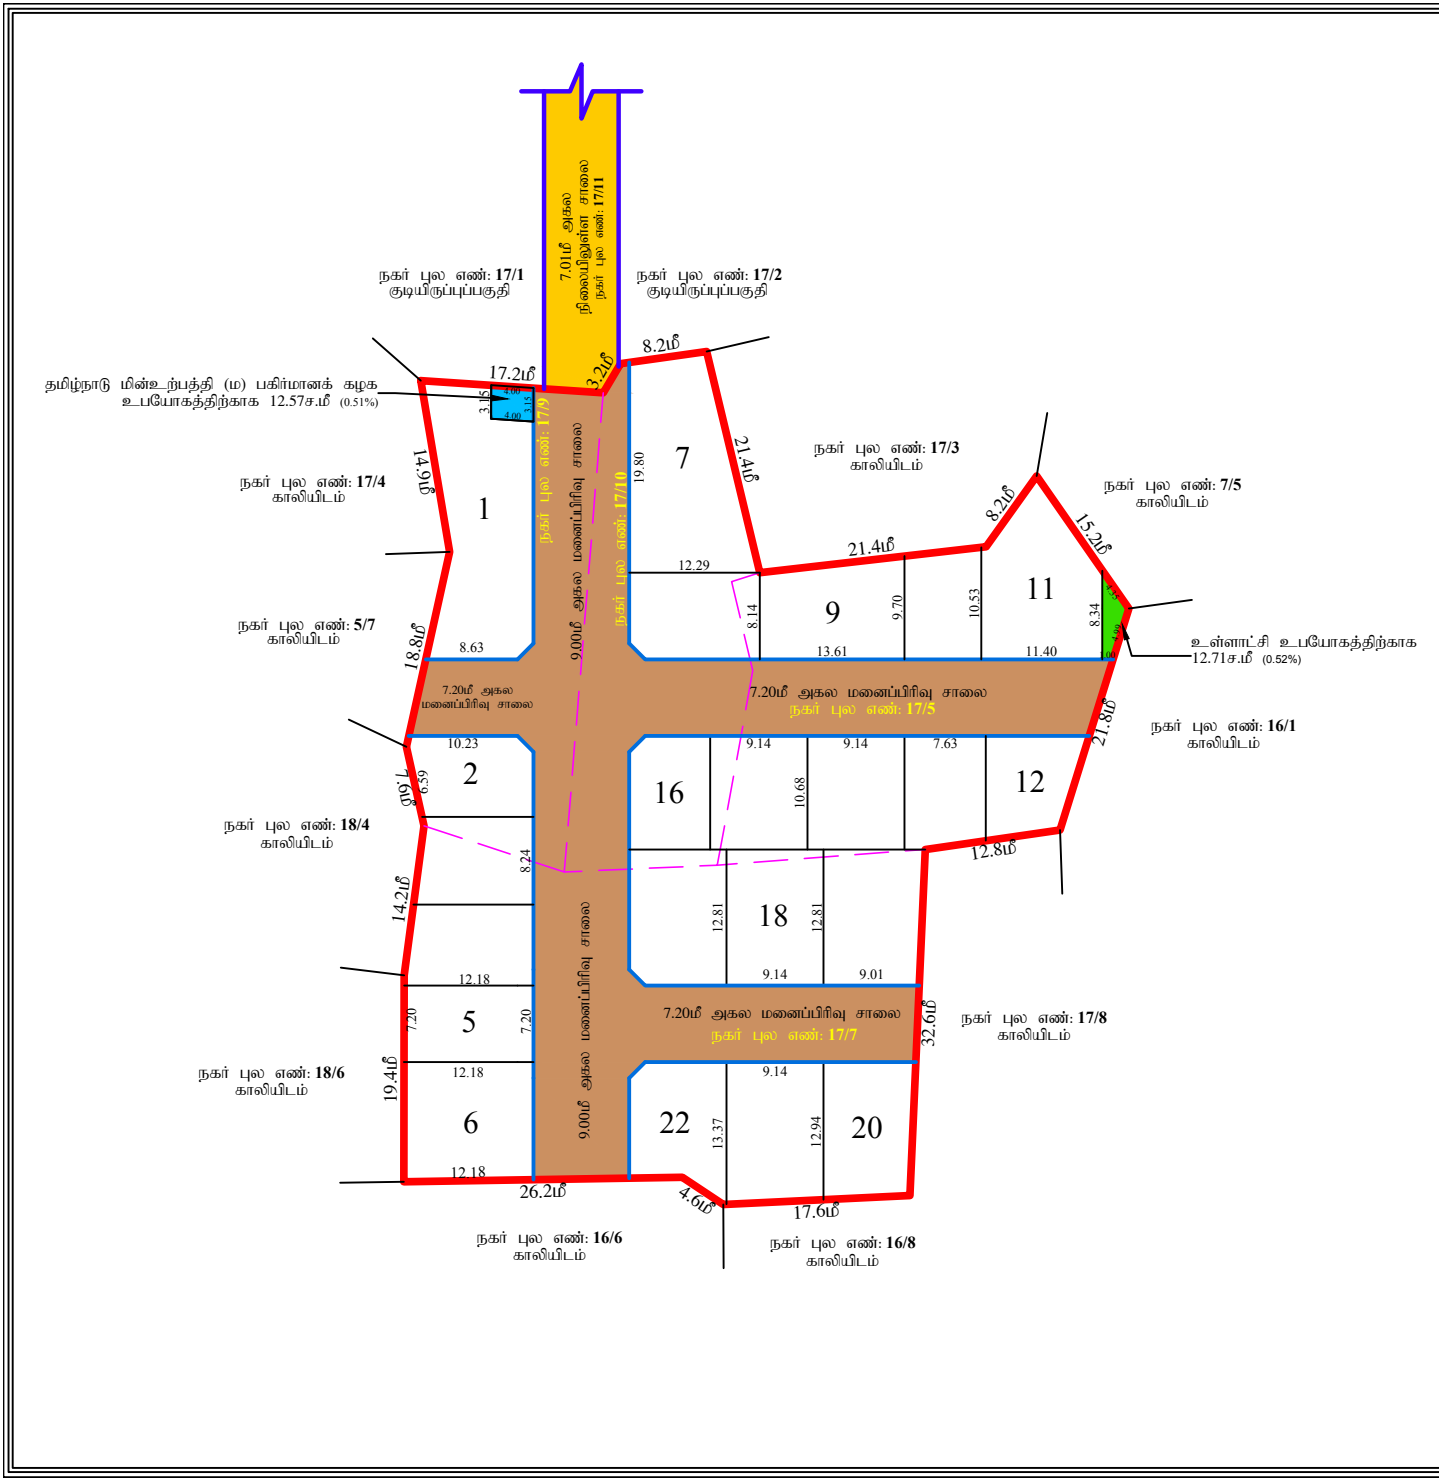 7.01மீ அகல
நிலையிலுள்ள சாலை
நகர் புல எண்: 17/11
நகர் புல எண்: 17/1
குடியிருப்புப்பகுதி
நகர் புல எண்: 17/2
குடியிருப்புப்பகுதி
17.2மீ
3.2மீ
8.2மீ
தமிழ்நாடு மின்உற்பத்தி (ம) பகிர்மானக் கழக
உபயோகத்திற்காக 12.57ச.மீ (0.51%)
4.00
3.15
3.15
4.00
நகர் புல எண்: 17/9
9.00மீ அகல மனைப்பிரிவு சாலை
நகர் புல எண்: 17/10
19.80
7
21.4மீ
14.9மீ
நகர் புல எண்: 17/4
காலியிடம்
1
நகர் புல எண்: 17/3
காலியிடம்
8.2மீ
15.2மீ
நகர் புல எண்: 7/5
காலியிடம்
21.4மீ
12.29
8.14
9
9.70
10.53
11
8.34
4.35
4.99
1.00
நகர் புல எண்: 5/7
காலியிடம்
18.8மீ
8.63
13.61
11.40
உள்ளாட்சி உபயோகத்திற்காக
12.71ச.மீ (0.52%)
7.20மீ அகல
மனைப்பிரிவு சாலை
7.20மீ அகல மனைப்பிரிவு சாலை
நகர் புல எண்: 17/5
21.8மீ
நகர் புல எண்: 16/1
காலியிடம்
10.23
9.14
9.14
7.63
7.6மீ
6.59
2
16
10.68
12
நகர் புல எண்: 18/4
காலியிடம்
8.24
12.8மீ
14.2மீ
12.81
18
12.81
9.00மீ அகல மனைப்பிரிவு சாலை
12.18
9.14
9.01
7.20
5
7.20
7.20மீ அகல மனைப்பிரிவு சாலை
நகர் புல எண்: 17/7
32.6மீ
நகர் புல எண்: 17/8
காலியிடம்
நகர் புல எண்: 18/6
காலியிடம்
19.4மீ
12.18
9.14
6
22
13.37
12.94
20
12.18
26.2மீ
4.6மீ
17.6மீ
நகர் புல எண்: 16/6
காலியிடம்
நகர் புல எண்: 16/8
காலியிடம்